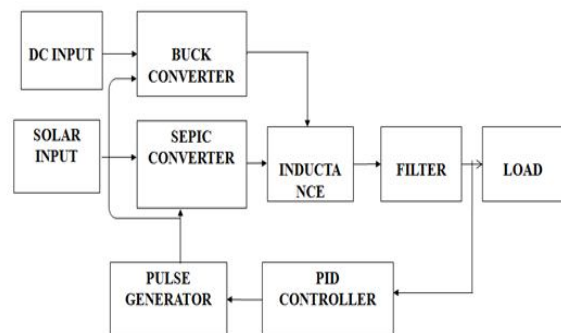 DC INPUT
BUCK
CONVERTER
SOLAR
INPUT
SEPIC
CONVERTER
INDUCTA
NCE
FILTER
LOAD
PULSE
GENERATOR
PID
CONTROLLER